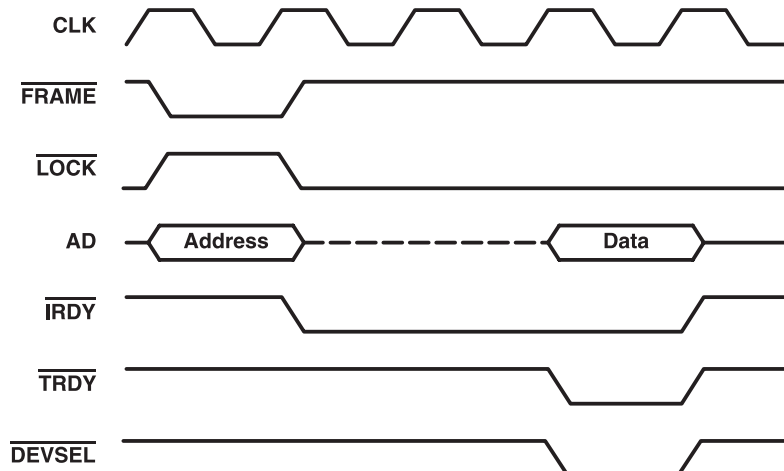 CLK
FRAME
LOCK
AD
Address
Data
IRDY
TRDY
DEVSEL